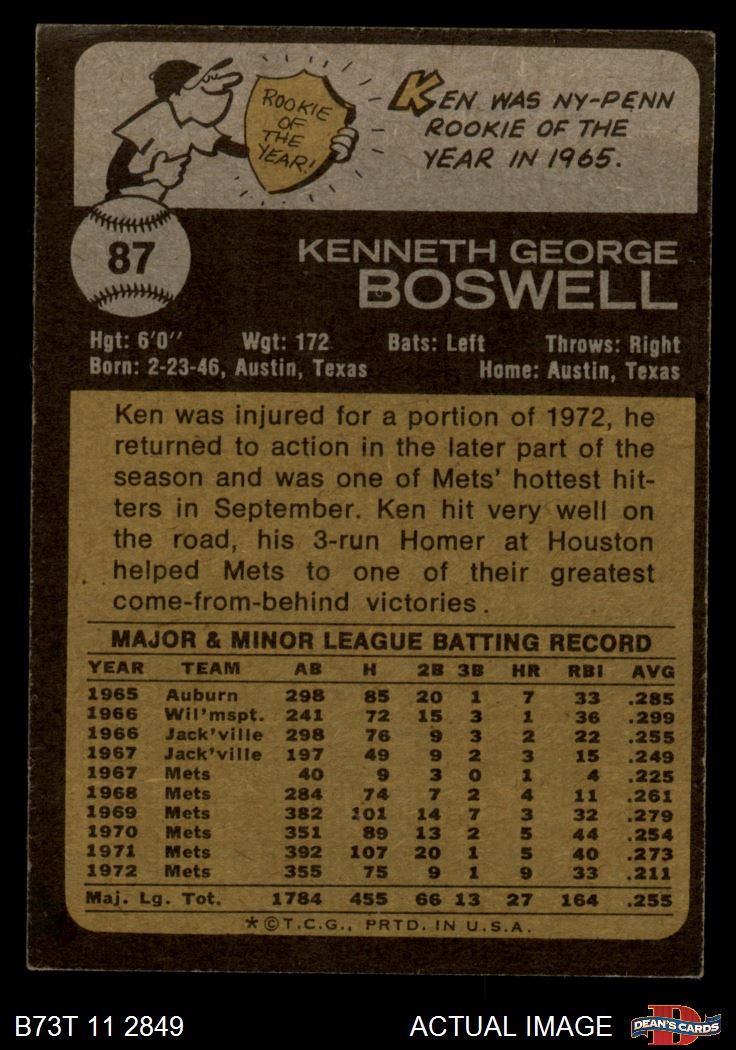 ROOKIE
OF
THE
YEAR!
KEN WAS NY-PENN
ROOKIE OF THE
YEAR IN 1965.
87
KENNETH GEORGE
BOSWELL
Hgt: 6'0" Wgt: 172 Bats: Left Throws: Right
Born: 2-23-46, Austin, Texas Home: Austin, Texas
Ken was injured for a portion of 1972, he
returned to action in the later part of the
season and was one of Mets' hottest hit-
ters in September. Ken hit very well on
the road, his 3-run Homer at Houston
helped Mets to one of their greatest
come-from-behind victories.
MAJOR & MINOR LEAGUE BATTING RECORD
YEAR TEAM AB H 2B 3B HR RBI AVG
1965 Auburn 298 85 20 1 7 33 .285
1966 Wil'mspt. 241 72 15 3 1 36 .299
1966 Jack'ville 298 76 9 3 2 22 .255
1967 Jack'ville 197 49 9 2 3 15 .249
1967 Mets 40 9 3 0 1 4 .225
1968 Mets 284 74 7 2 4 11 .261
1969 Mets 382 101 14 7 3 32 .279
1970 Mets 351 89 13 2 5 44 .254
1971 Mets 392 107 20 1 5 40 .273
1972 Mets 355 75 9 1 9 33 .211
Maj. Lg. Tot. 1784 455 66 13 27 164 .255
*©T.C.G., PRTD. IN U.S.A.
B73T 11 2849 ACTUAL IMAGE D DEAN'S CARDS